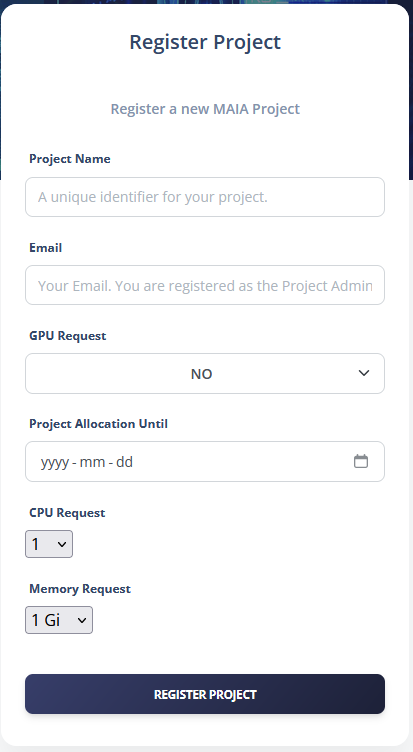 Register Project
Register a new MAIA Project
Project Name
A unique identifier for your project.
Email
Your Email. You are registered as the Project Admin
GPU Request
NO
Project Allocation Until
yyyy - mm - dd
CPU Request
1
Memory Request
1 Gi
REGISTER PROJECT